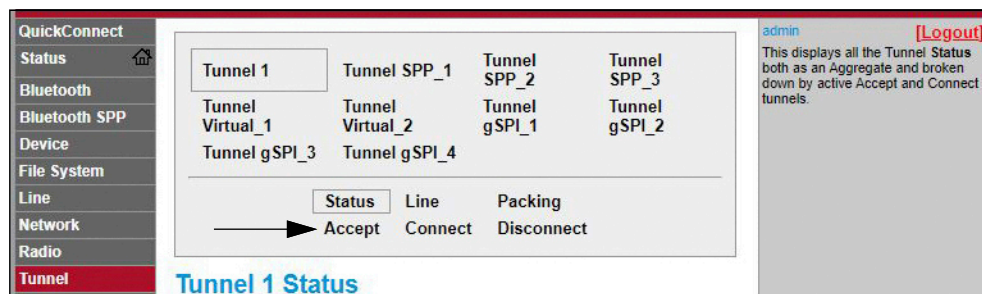 QuickConnect
Status
Bluetooth
Bluetooth SPP
Device
File System
Line
Network
Radio
Tunnel
Tunnel 1
Tunnel SPP_1
Tunnel
SPP_2
Tunnel
SPP_3
Tunnel
Virtual_1
Tunnel
Virtual_2
Tunnel
gSPI_1
Tunnel
gSPI_2
Tunnel gSPI_3
Tunnel gSPI_4
Status
Line
Packing
Accept
Connect
Disconnect
Tunnel 1 Status
admin
[Logout]
This displays all the Tunnel Status
both as an Aggregate and broken
down by active Accept and Connect
tunnels.